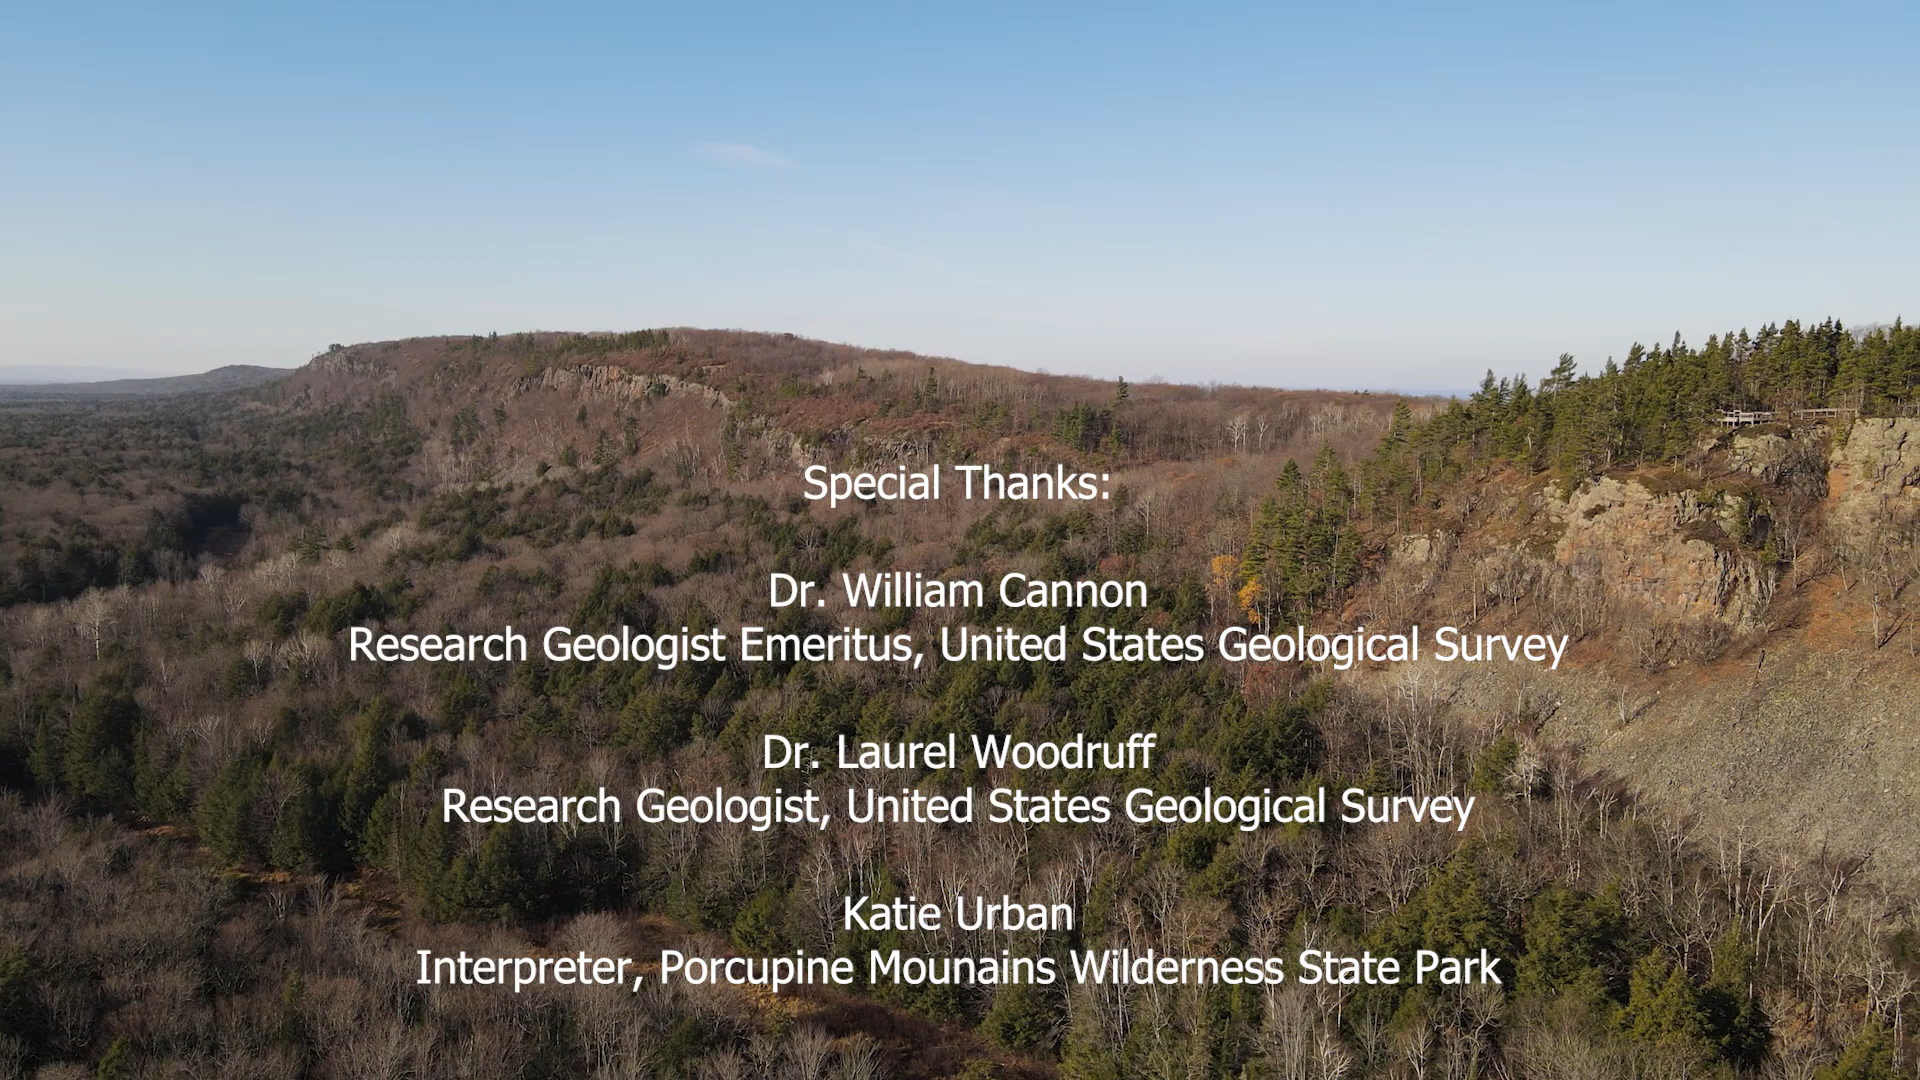 Special Thanks:
Dr. William Cannon
Research Geologist Emeritus, United States Geological Survey
Dr. Laurel Woodruff
Research Geologist, United States Geological Survey
Katie Urban
Interpreter, Porcupine Mounains Wilderness State Park